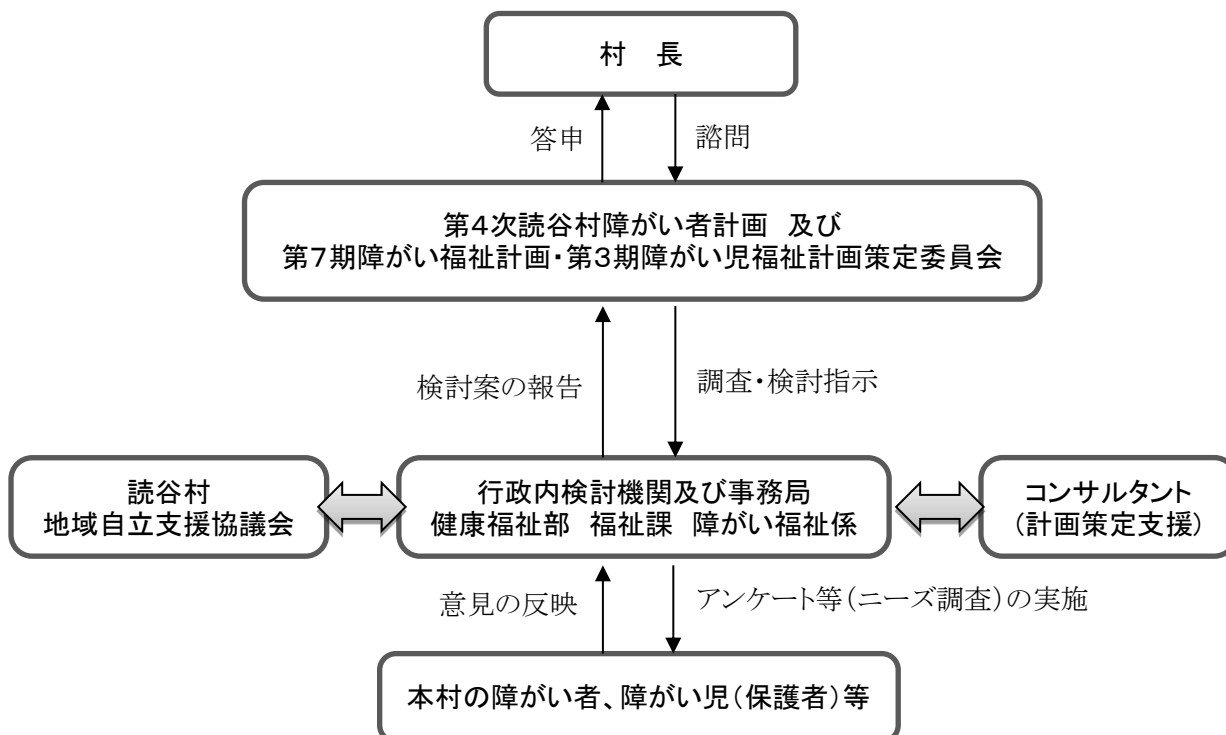 村　長
答申
諮問
第４次読谷村障がい者計画　及び
第７期障がい福祉計画・第３期障がい児福祉計画策定委員会
検討案の報告
調査・検討指示
読谷村
地域自立支援協議会
行政内検討機関及び事務局
健康福祉部　福祉課　障がい福祉係
コンサルタント
（計画策定支援）
意見の反映
アンケート等（ニーズ調査）の実施
本村の障がい者、障がい児（保護者）等